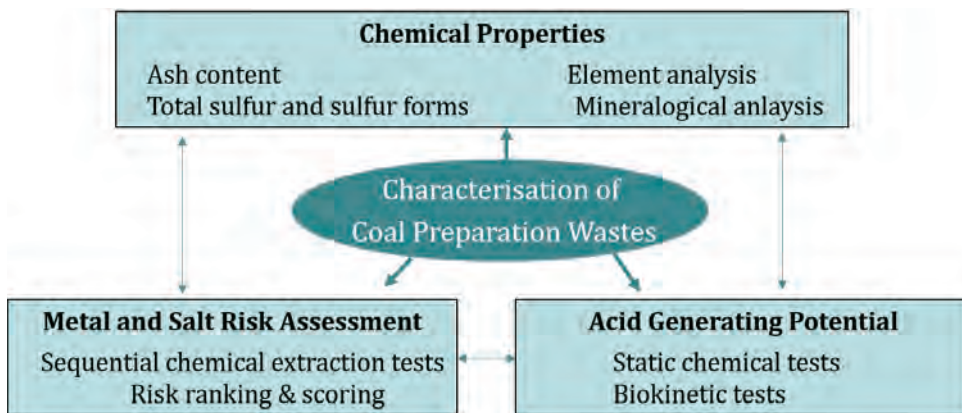 Chemical Properties
Ash content Element analysis
Total sulfur and sulfur forms Mineralogical anlaysis
Characterisation of
Coal Preparation Wastes
Metal and Salt Risk Assessment
Sequential chemical extraction tests
Risk ranking & scoring
Acid Generating Potential
Static chemical tests
Biokinetic tests